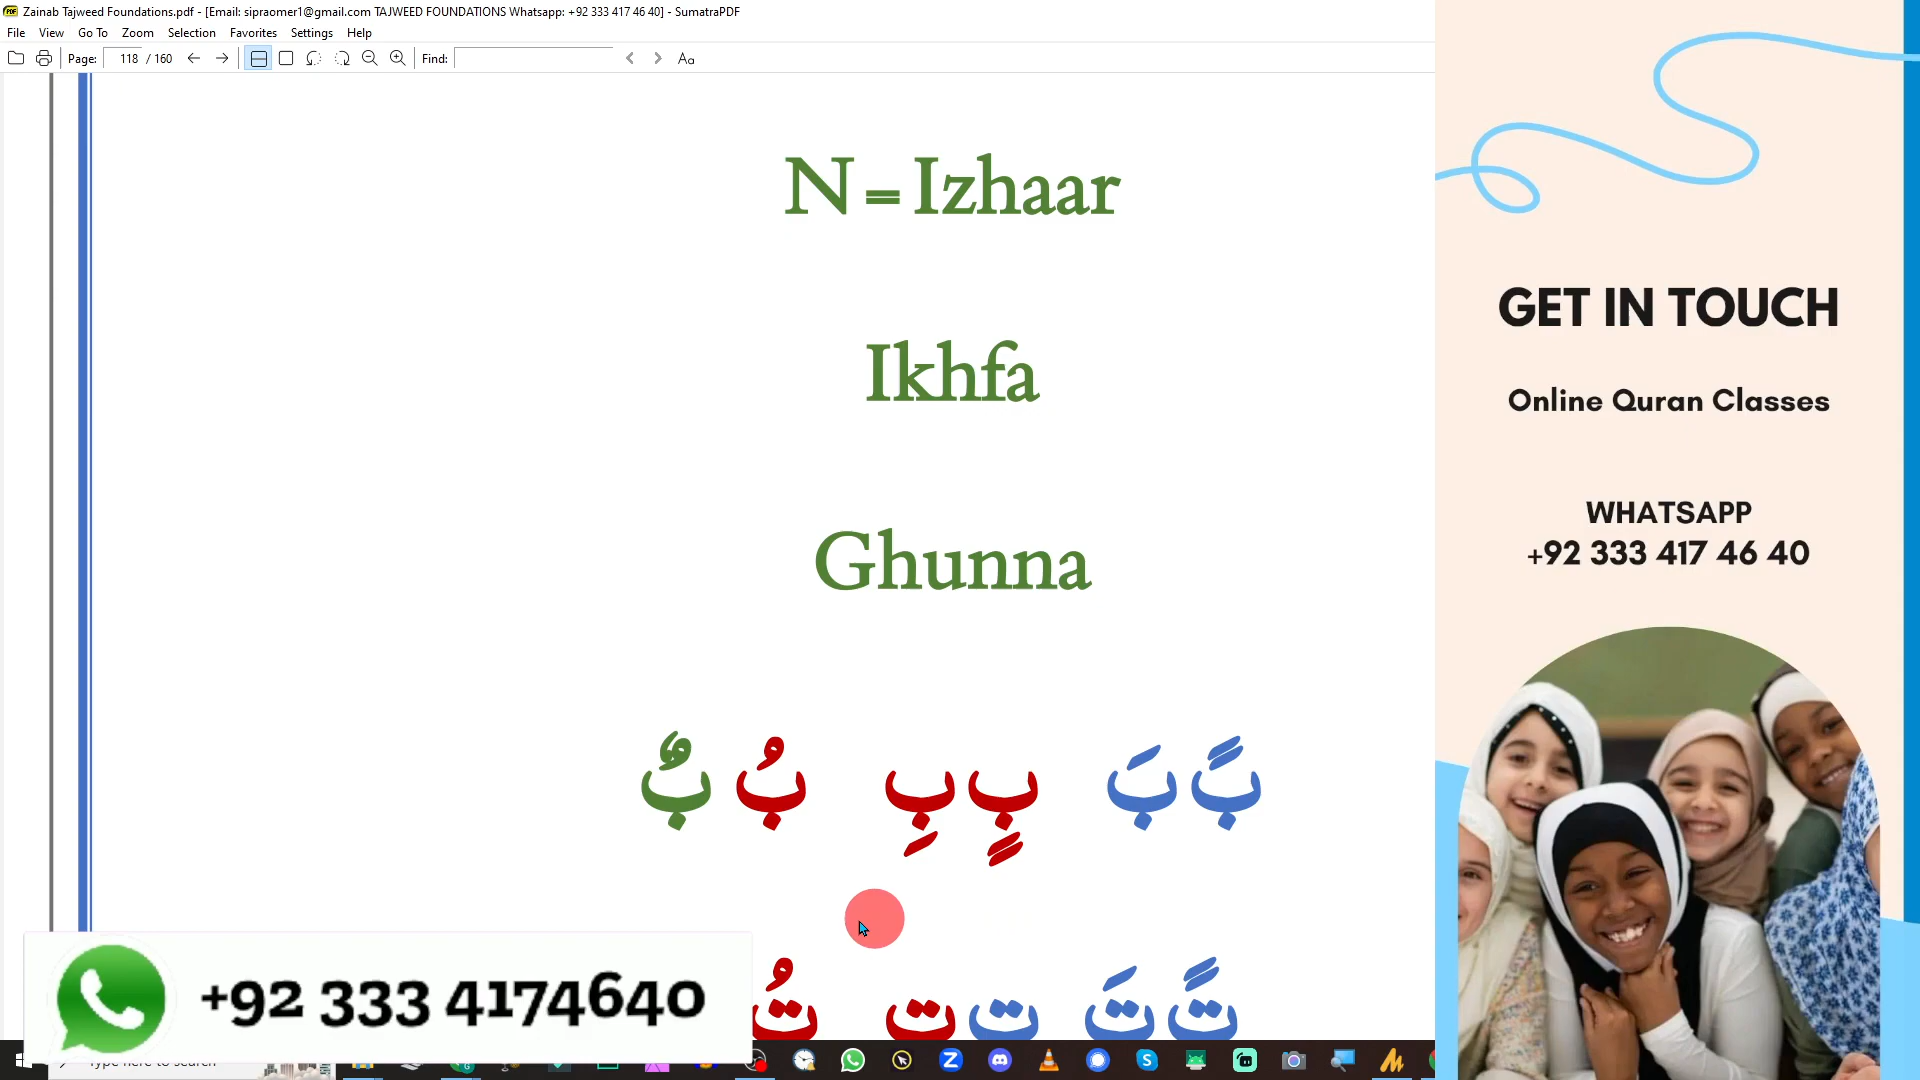 Zainab Tajweed Foundations.pdf - [Email: sipraomer1@gmail.com TAJWEED FOUNDATIONS Whatsapp: +92 333 417 46 40] - SumatraPDF
File View Go To Zoom Selection Favorites Settings Help
Page: 118 / 160 Find: Aa
N = Izhaar
Ikhfa
Ghunna
بً بَ بٍ بِ بُ بٌ
تً تَ ت ت تُ
+92 333 4174640
GET IN TOUCH
Online Quran Classes
WHATSAPP
+92 333 417 46 40